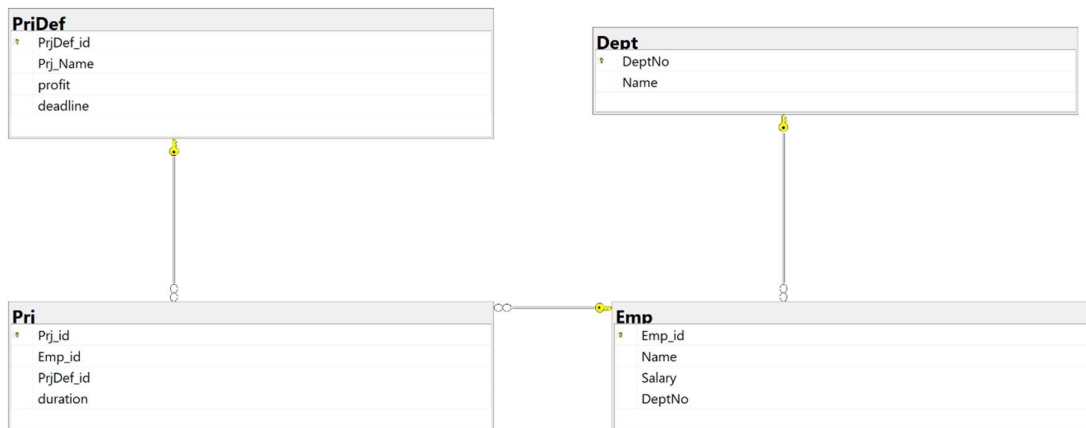 PrjDef
PrjDef_id
Prj_Name
profit
deadline
Dept
DeptNo
Name
Prj
Prj_id
Emp_id
PrjDef_id
duration
Emp
Emp_id
Name
Salary
DeptNo